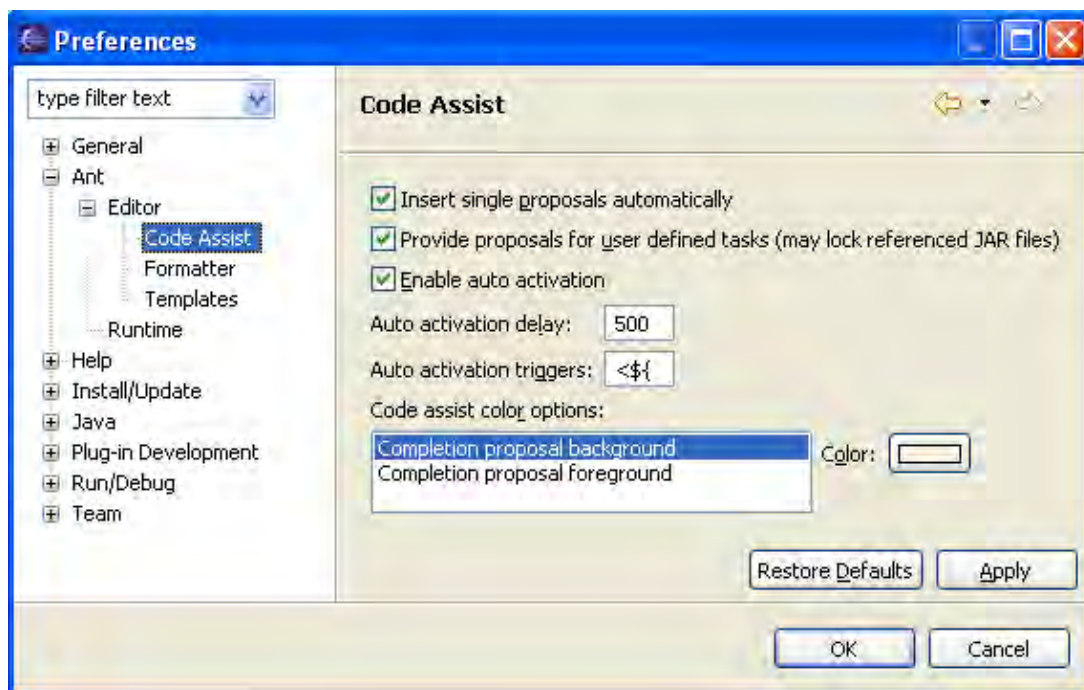 Preferences
type filter text
General
Ant
Editor
Code Assist
Formatter
Templates
Runtime
Help
Install/Update
Java
Plug-in Development
Run/Debug
Team
Code Assist
Insert single proposals automatically
Provide proposals for user defined tasks (may lock referenced JAR files)
Enable auto activation
Auto activation delay: 500
Auto activation triggers: <${
Code assist color options:
Completion proposal background
Completion proposal foreground
Color:
Restore Defaults Apply
OK Cancel